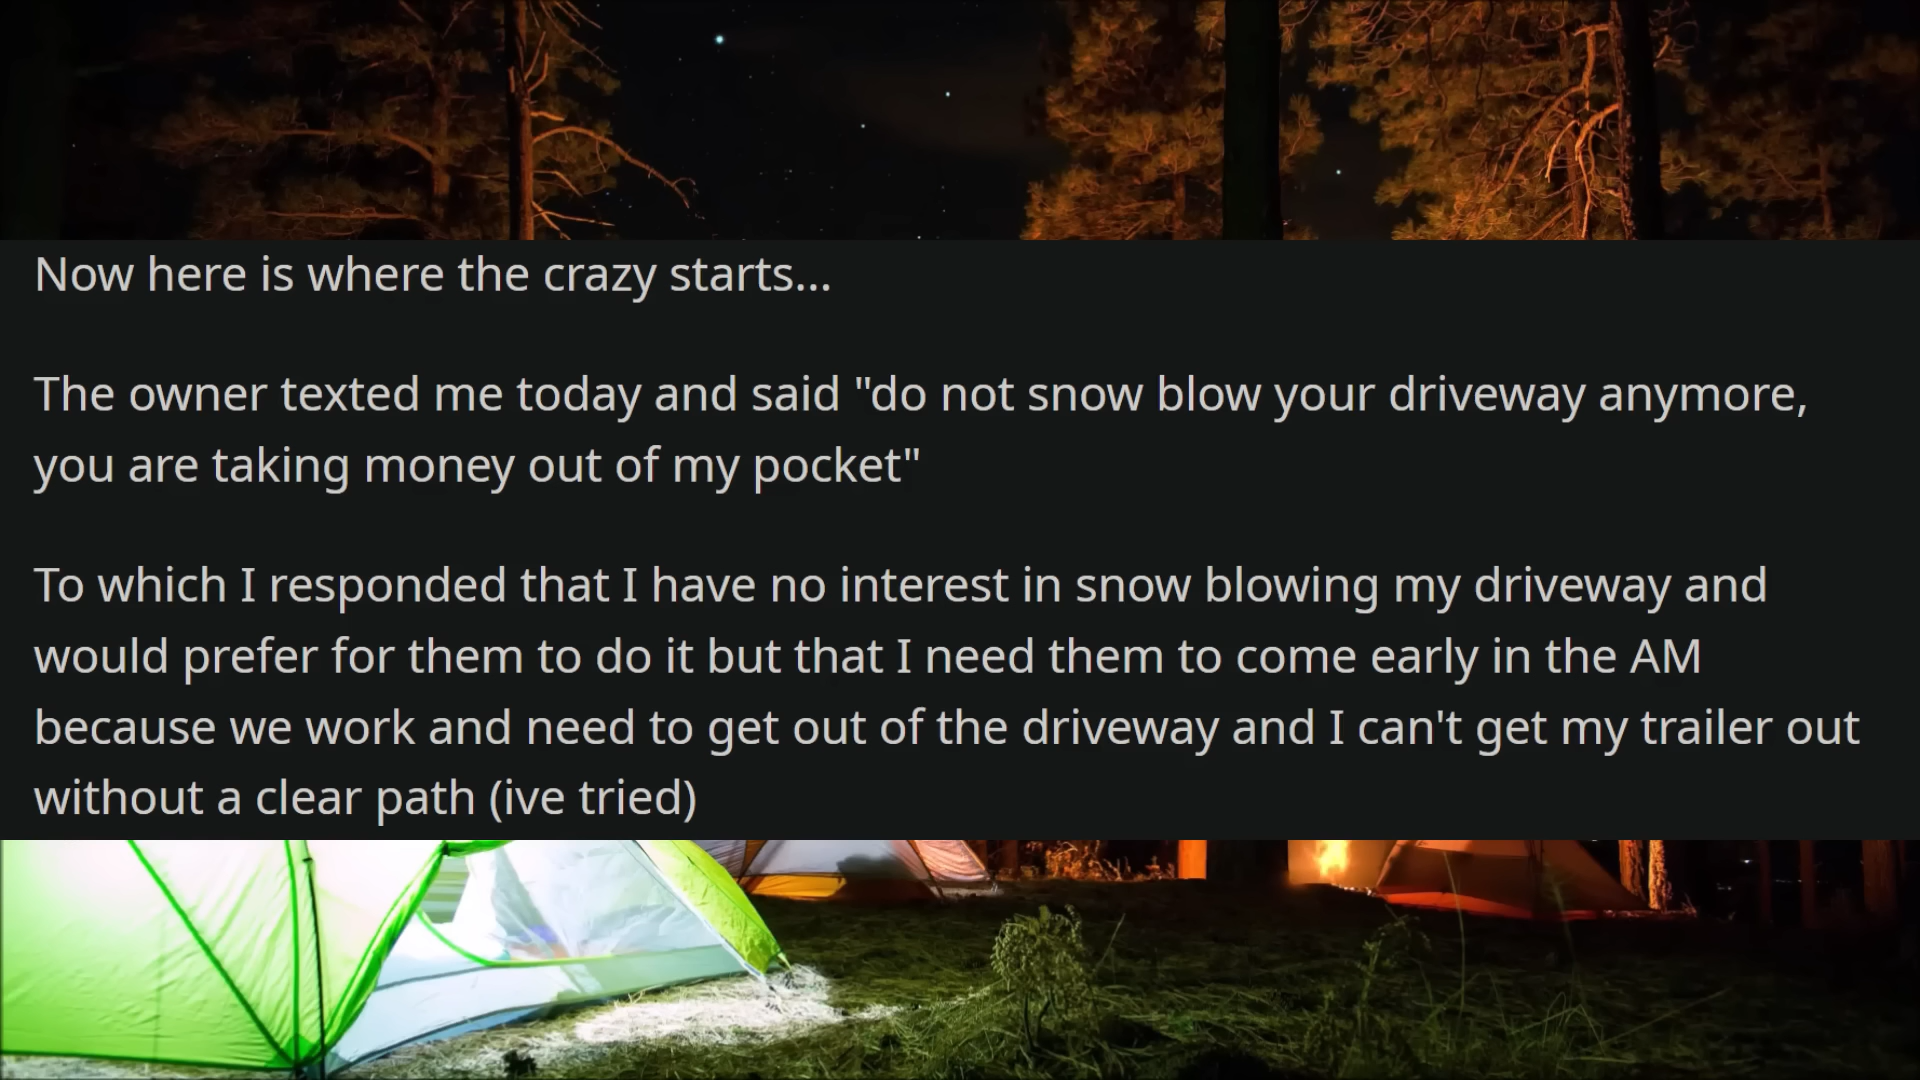 Now here is where the crazy starts...
The owner texted me today and said "do not snow blow your driveway anymore,
you are taking money out of my pocket"
To which I responded that I have no interest in snow blowing my driveway and
would prefer for them to do it but that I need them to come early in the AM
because we work and need to get out of the driveway and I can't get my trailer out
without a clear path (ive tried)